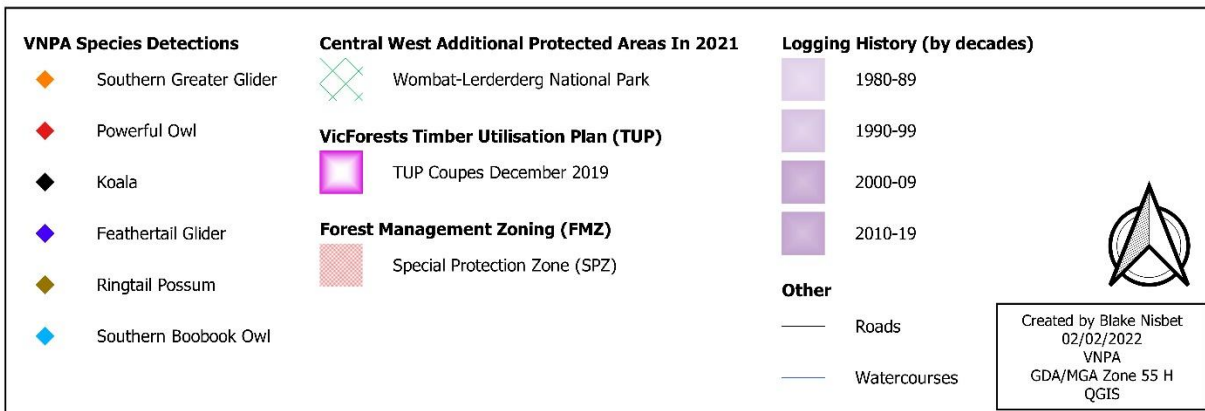 VNPA Species Detections
Southern Greater Glider
Powerful Owl
Koala
Feathertail Glider
Ringtail Possum
Southern Boobook Owl
Central West Additional Protected Areas In 2021
Wombat-Lerderderg National Park
VicForests Timber Utilisation Plan (TUP)
TUP Coupes December 2019
Forest Management Zoning (FMZ)
Special Protection Zone (SPZ)
Logging History (by decades)
1980-89
1990-99
2000-09
2010-19
Other
Roads
Watercourses
Created by Blake Nisbet
02/02/2022
VNPA
GDA/MGA Zone 55 H
QGIS